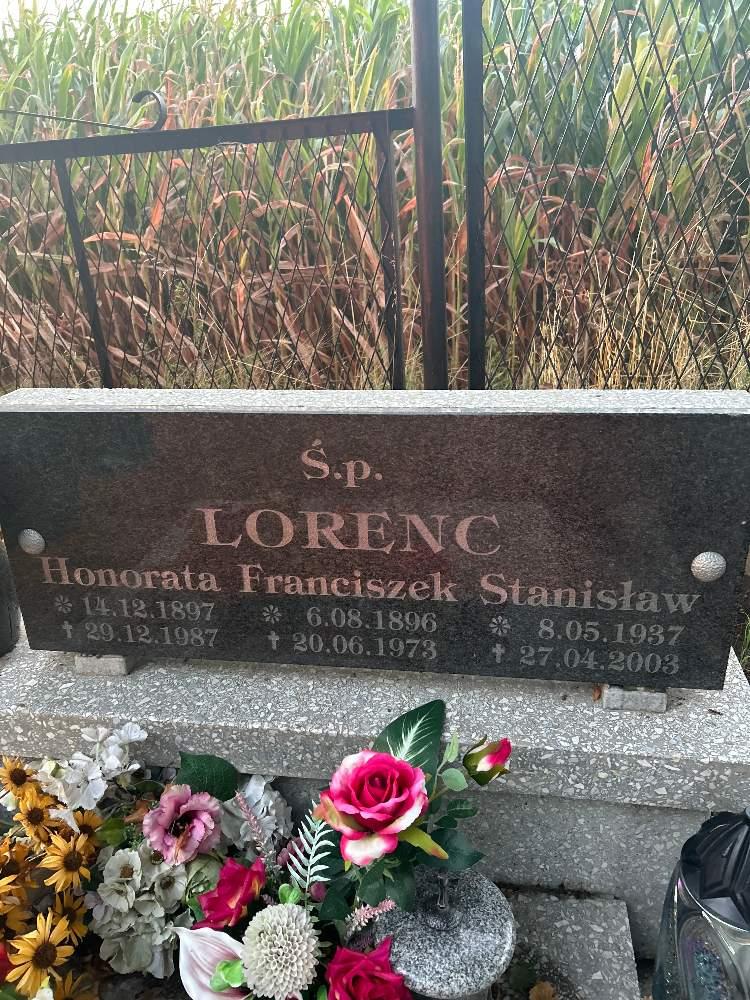 Ś.p.
LORENC
Honorata Franciszek Stanisław
* 14.12.1897 * 6.08.1896 * 8.05.1937
† 29.12.1987 † 20.06.1973 † 27.04.2003